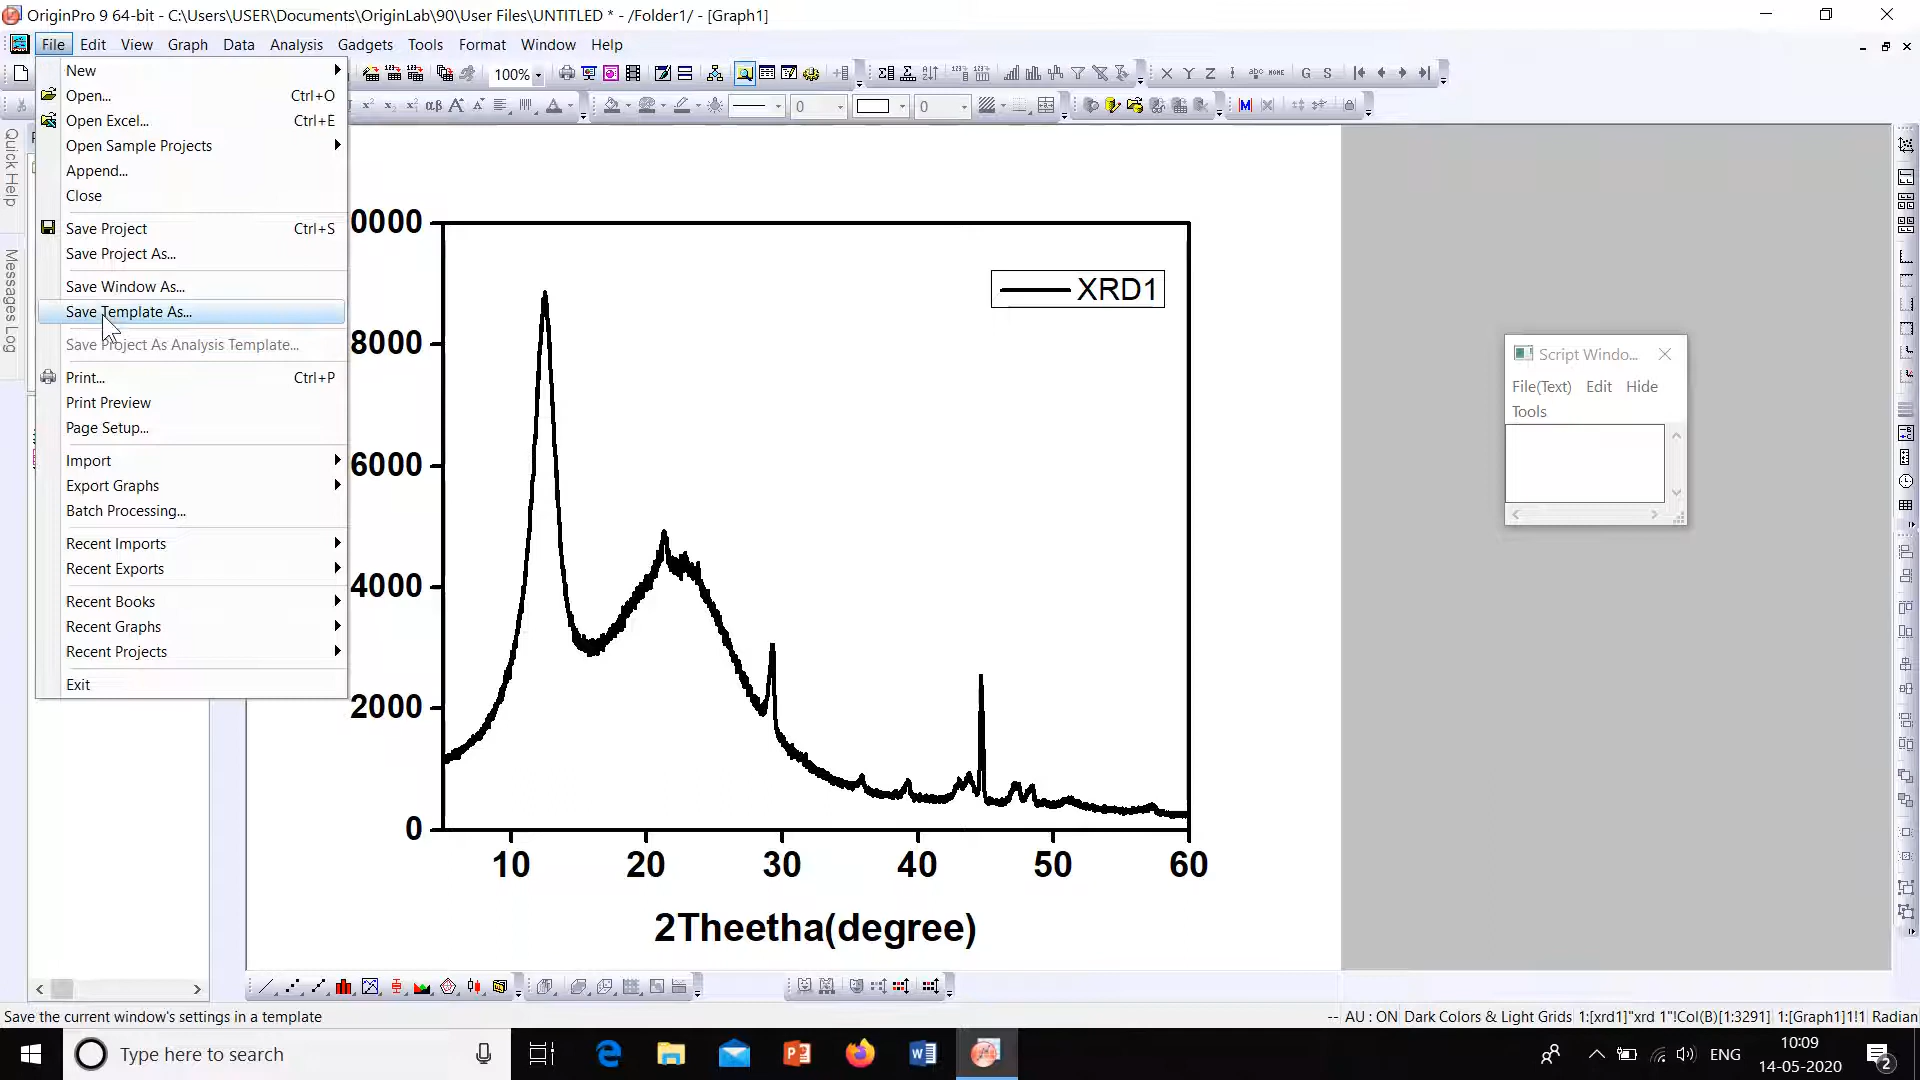 OriginPro 9 64-bit - C:\Users\USER\Documents\OriginLab\90\User Files\UNTITLED * - /Folder1/ - [Graph1]
File Edit View Graph Data Analysis Gadgets Tools Format Window Help
100%
0 0
Quick Help
Messages Log
New
Open... Ctrl+O
Open Excel... Ctrl+E
Open Sample Projects
Append...
Close
Save Project Ctrl+S
Save Project As...
Save Window As...
Save Template As...
Save Project As Analysis Template...
Print... Ctrl+P
Print Preview
Page Setup...
Import
Export Graphs
Batch Processing...
Recent Imports
Recent Exports
Recent Books
Recent Graphs
Recent Projects
Exit
0000
8000
6000
4000
2000
0
XRD1
10 20 30 40 50 60
2Theetha(degree)
Script Windo...
File(Text) Edit Hide
Tools
Save the current window's settings in a template
-- AU : ON Dark Colors & Light Grids 1:[xrd1]"xrd 1"!Col(B)[1:3291] 1:[Graph1]1!1 Radian
Type here to search
ENG
10:09
14-05-2020
2